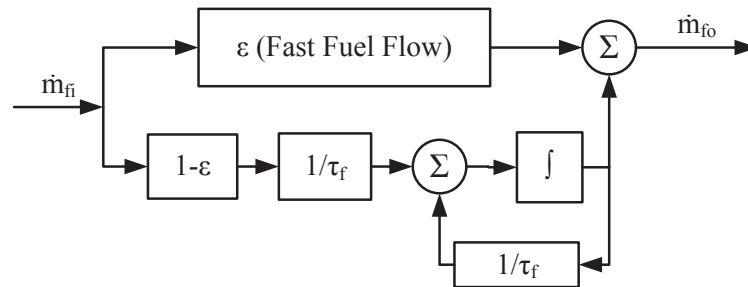 ε (Fast Fuel Flow)
Σ
ṁfo
ṁfi
1-ε
1/τf
Σ
∫
1/τf